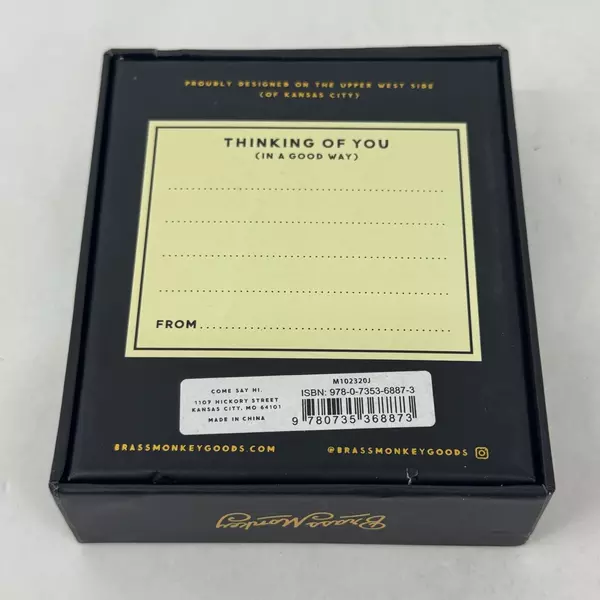 PROUDLY DESIGNED ON THE UPPER WEST SIDE
(OF KANSAS CITY)
THINKING OF YOU
(IN A GOOD WAY)
FROM
COME SAY HI.
1107 HICKORY STREET
KANSAS CITY, MO 64101
MADE IN CHINA
M102320J
ISBN: 978-0-7353-6887-3
9 780735 368873
BRASSMONKEYGOODS.COM
@BRASSMONKEYGOODS
Brass Monkey